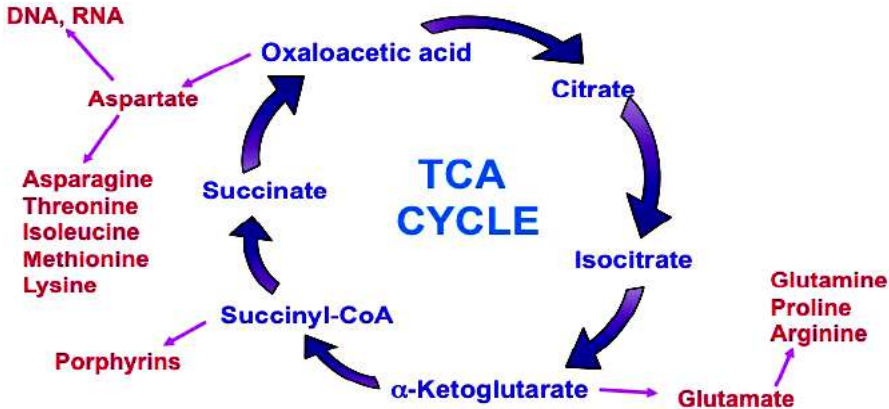 DNA, RNA
Oxaloacetic acid
Aspartate
Citrate
Asparagine
Threonine
Isoleucine
Methionine
Lysine
Succinate
TCA
CYCLE
Isocitrate
Glutamine
Proline
Arginine
Succinyl-CoA
Porphyrins
α-Ketoglutarate
Glutamate